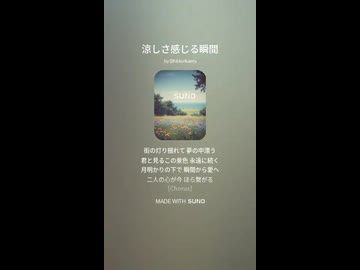 涼しさ感じる瞬間
SUNO
街の灯り揺れて 夢の中漂う
君と見るこの景色 永遠に続く
月明かりの下で 瞬間から愛へ
二人の心が今 ほら繋がる
[Chorus]
MADE WITH SUNO